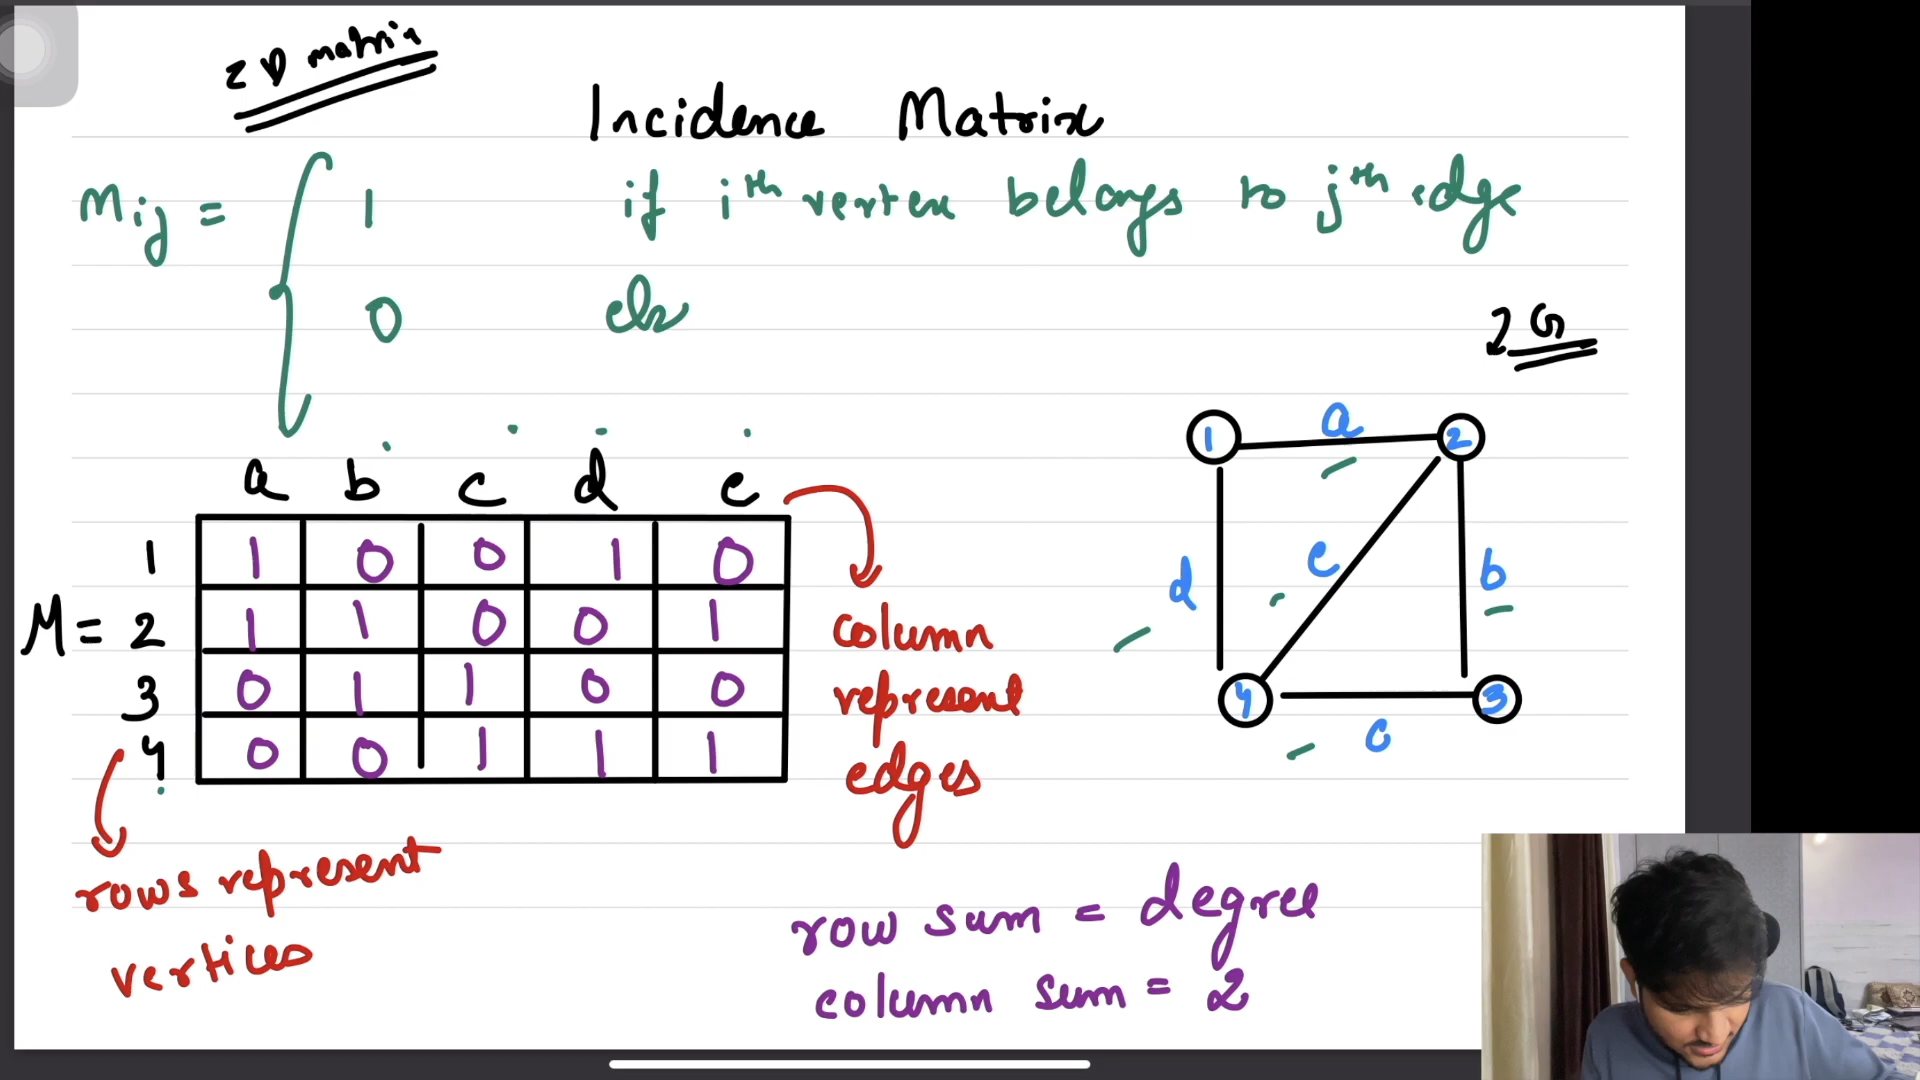 2D matrix
Incidence Matrix
Mij = { 1 if ith vertex belongs to jth edge
0 else
G
a b c d e
1 1 0 0 1 0
M = 2 1 1 0 0 1
3 0 1 1 0 0
4 0 0 1 1 1
column
represent
edges
rows represent
vertices
1 a 2
d e b
4 c 3
row sum = degree
column sum = 2